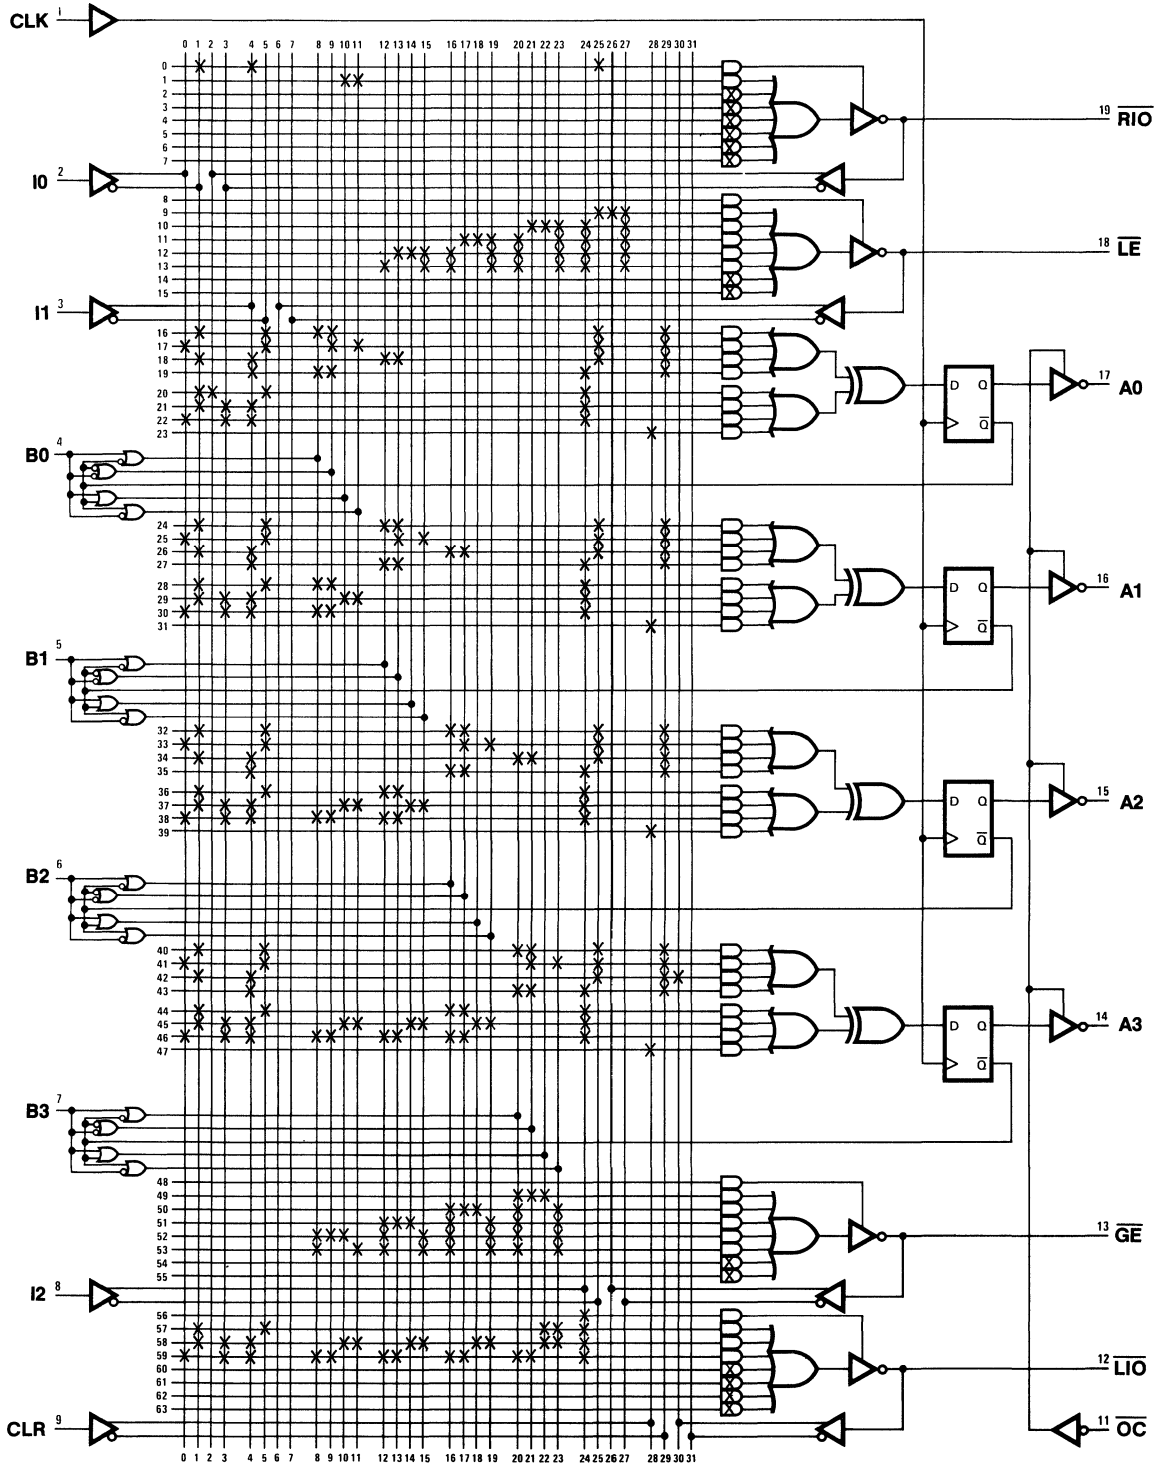 CLK 1
0 1 2 3 4 5 6 7 8 9 10 11 12 13 14 15 16 17 18 19 20 21 22 23 24 25 26 27 28 29 30 31
0
1
2
3
4
5
6
7
19 RIO
I0 2
8
9
10
11
12
13
14
15
18 LE
I1 3
16
17
18
19
20
21
22
23
D Q
Q
17 A0
B0 4
24
25
26
27
28
29
30
31
D Q
Q
16 A1
B1 5
32
33
34
35
36
37
38
39
D Q
Q
15 A2
B2 6
40
41
42
43
44
45
46
47
D Q
Q
14 A3
B3 7
48
49
50
51
52
53
54
55
13 GE
I2 8
56
57
58
59
60
61
62
63
12 LIO
CLR 9
11 OC
0 1 2 3 4 5 6 7 8 9 10 11 12 13 14 15 16 17 18 19 20 21 22 23 24 25 26 27 28 29 30 31